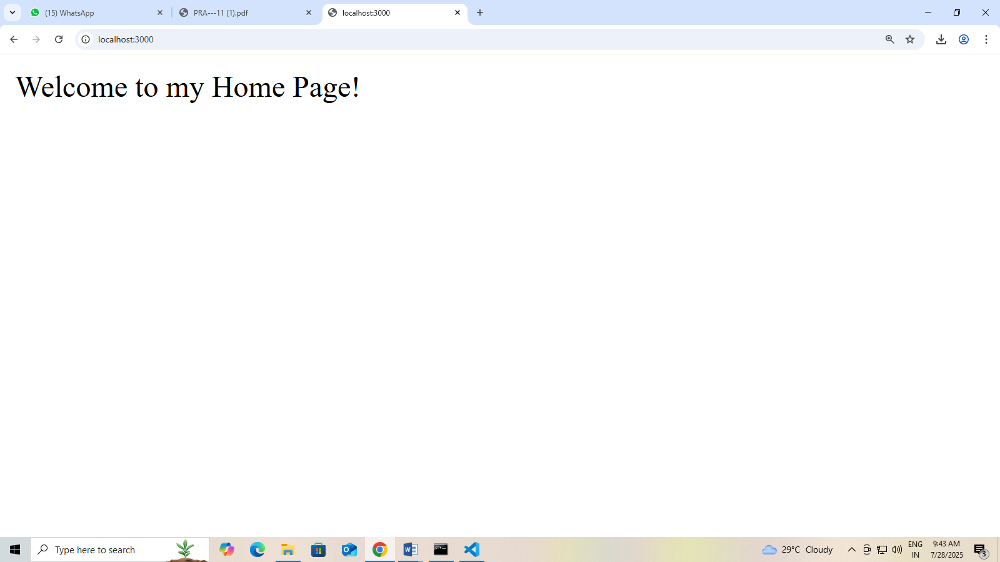 (15) WhatsApp
PRA---11 (1).pdf
localhost:3000
localhost:3000
Welcome to my Home Page!
Type here to search
29°C Cloudy
ENG
IN
9:43 AM
7/28/2025
3